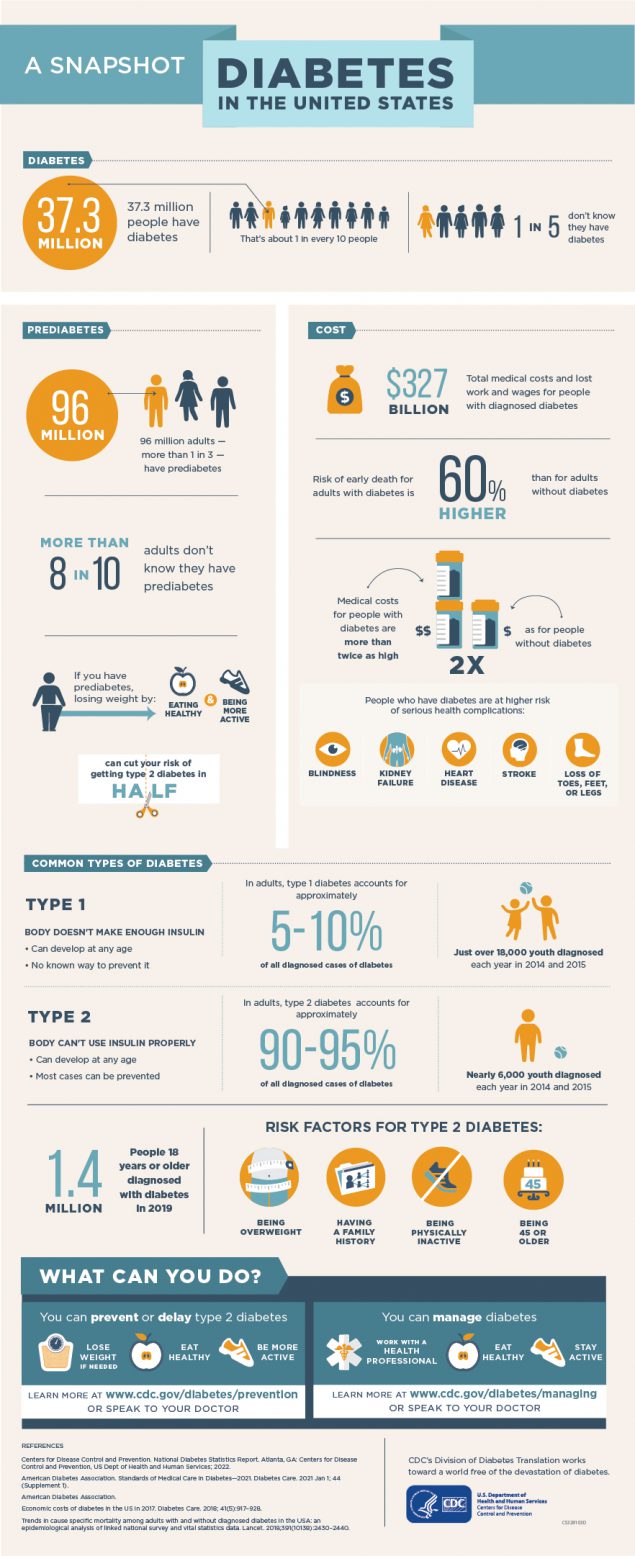 A SNAPSHOT
DIABETES
IN THE UNITED STATES
DIABETES
37.3
MILLION
37.3 million
people have
diabetes
That's about 1 in every 10 people
1 IN 5
don't know
they have
diabetes
PREDIABETES
96
MILLION
96 million adults —
more than 1 in 3 —
have prediabetes
MORE THAN
8 IN 10
adults don't
know they have
prediabetes
If you have
prediabetes,
losing weight by:
EATING
HEALTHY
&
BEING
MORE
ACTIVE
can cut your risk of
getting type 2 diabetes in
HALF
COST
$
$327
BILLION
Total medical costs and lost
work and wages for people
with diagnosed diabetes
Risk of early death for
adults with diabetes is
60%
HIGHER
than for adults
without diabetes
Medical costs
for people with
diabetes are
more than
twice as high
$$
$
2X
as for people
without diabetes
People who have diabetes are at higher risk
of serious health complications:
BLINDNESS
KIDNEY
FAILURE
HEART
DISEASE
STROKE
LOSS OF
TOES, FEET,
OR LEGS
COMMON TYPES OF DIABETES
TYPE 1
BODY DOESN'T MAKE ENOUGH INSULIN
• Can develop at any age
• No known way to prevent it
In adults, type 1 diabetes accounts for
approximately
5-10%
of all diagnosed cases of diabetes
Just over 18,000 youth diagnosed
each year in 2014 and 2015
TYPE 2
BODY CAN'T USE INSULIN PROPERLY
• Can develop at any age
• Most cases can be prevented
In adults, type 2 diabetes accounts for
approximately
90-95%
of all diagnosed cases of diabetes
Nearly 6,000 youth diagnosed
each year in 2014 and 2015
1.4
MILLION
People 18
years or older
diagnosed
with diabetes
in 2019
RISK FACTORS FOR TYPE 2 DIABETES:
BEING
OVERWEIGHT
HAVING
A FAMILY
HISTORY
BEING
PHYSICALLY
INACTIVE
45
BEING
45 OR
OLDER
WHAT CAN YOU DO?
You can prevent or delay type 2 diabetes
LOSE
WEIGHT
IF NEEDED
EAT
HEALTHY
BE MORE
ACTIVE
LEARN MORE AT www.cdc.gov/diabetes/prevention
OR SPEAK TO YOUR DOCTOR
You can manage diabetes
WORK WITH A
HEALTH
PROFESSIONAL
EAT
HEALTHY
STAY
ACTIVE
LEARN MORE AT www.cdc.gov/diabetes/managing
OR SPEAK TO YOUR DOCTOR
REFERENCES
Centers for Disease Control and Prevention. National Diabetes Statistics Report. Atlanta, GA: Centers for Disease
Control and Prevention, US Dept of Health and Human Services; 2022.
American Diabetes Association. Standards of Medical Care in Diabetes—2021. Diabetes Care. 2021 Jan 1; 44
(Supplement 1).
American Diabetes Association.
Economic costs of diabetes in the US in 2017. Diabetes Care. 2018; 41(5):917–928.
Trends in cause specific mortality among adults with and without diagnosed diabetes in the USA: an
epidemiological analysis of linked national survey and vital statistics data. Lancet. 2018;391(10138):2430–2440.
CDC's Division of Diabetes Translation works
toward a world free of the devastation of diabetes.
CDC
U.S. Department of
Health and Human Services
Centers for Disease
Control and Prevention